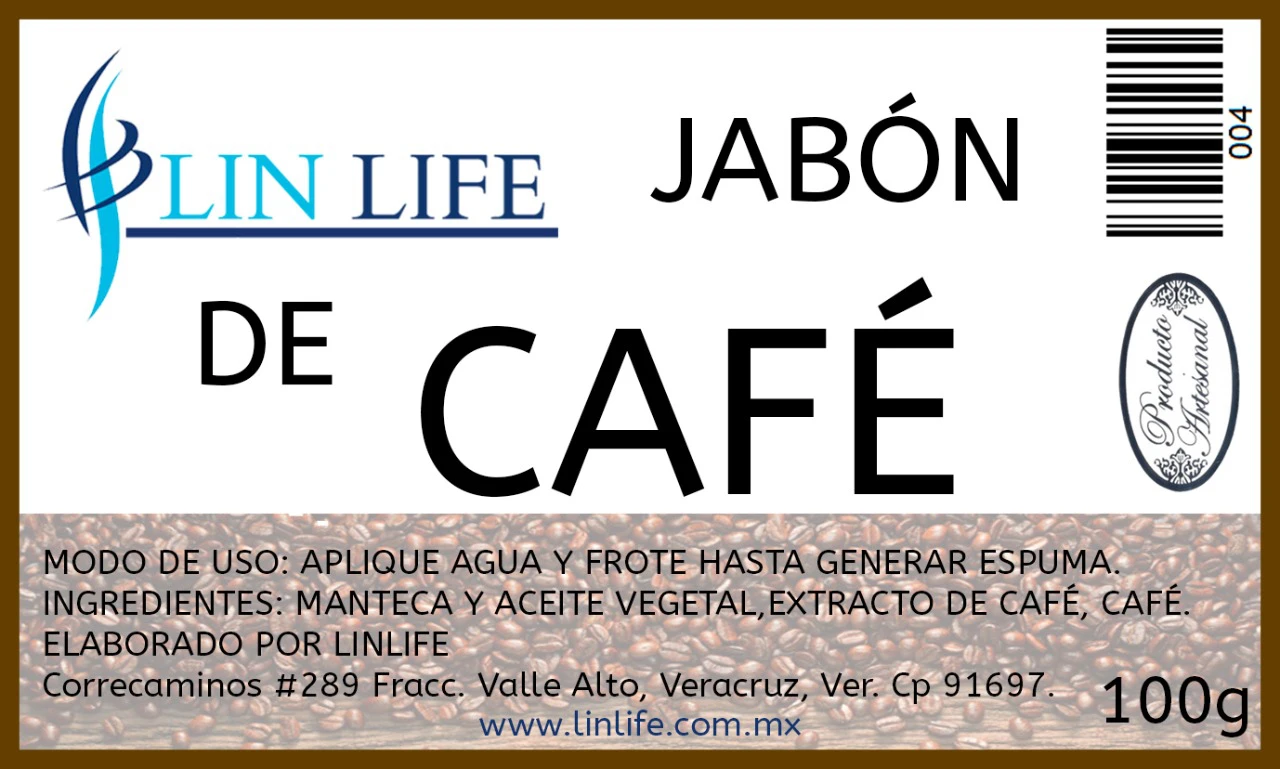 LIN LIFE
JABÓN
DE CAFÉ
004
Producto
Artesanal
MODO DE USO: APLIQUE AGUA Y FROTE HASTA GENERAR ESPUMA.
INGREDIENTES: MANTECA Y ACEITE VEGETAL,EXTRACTO DE CAFÉ, CAFÉ.
ELABORADO POR LINLIFE
Correcaminos #289 Fracc. Valle Alto, Veracruz, Ver. Cp 91697.
100g
www.linlife.com.mx